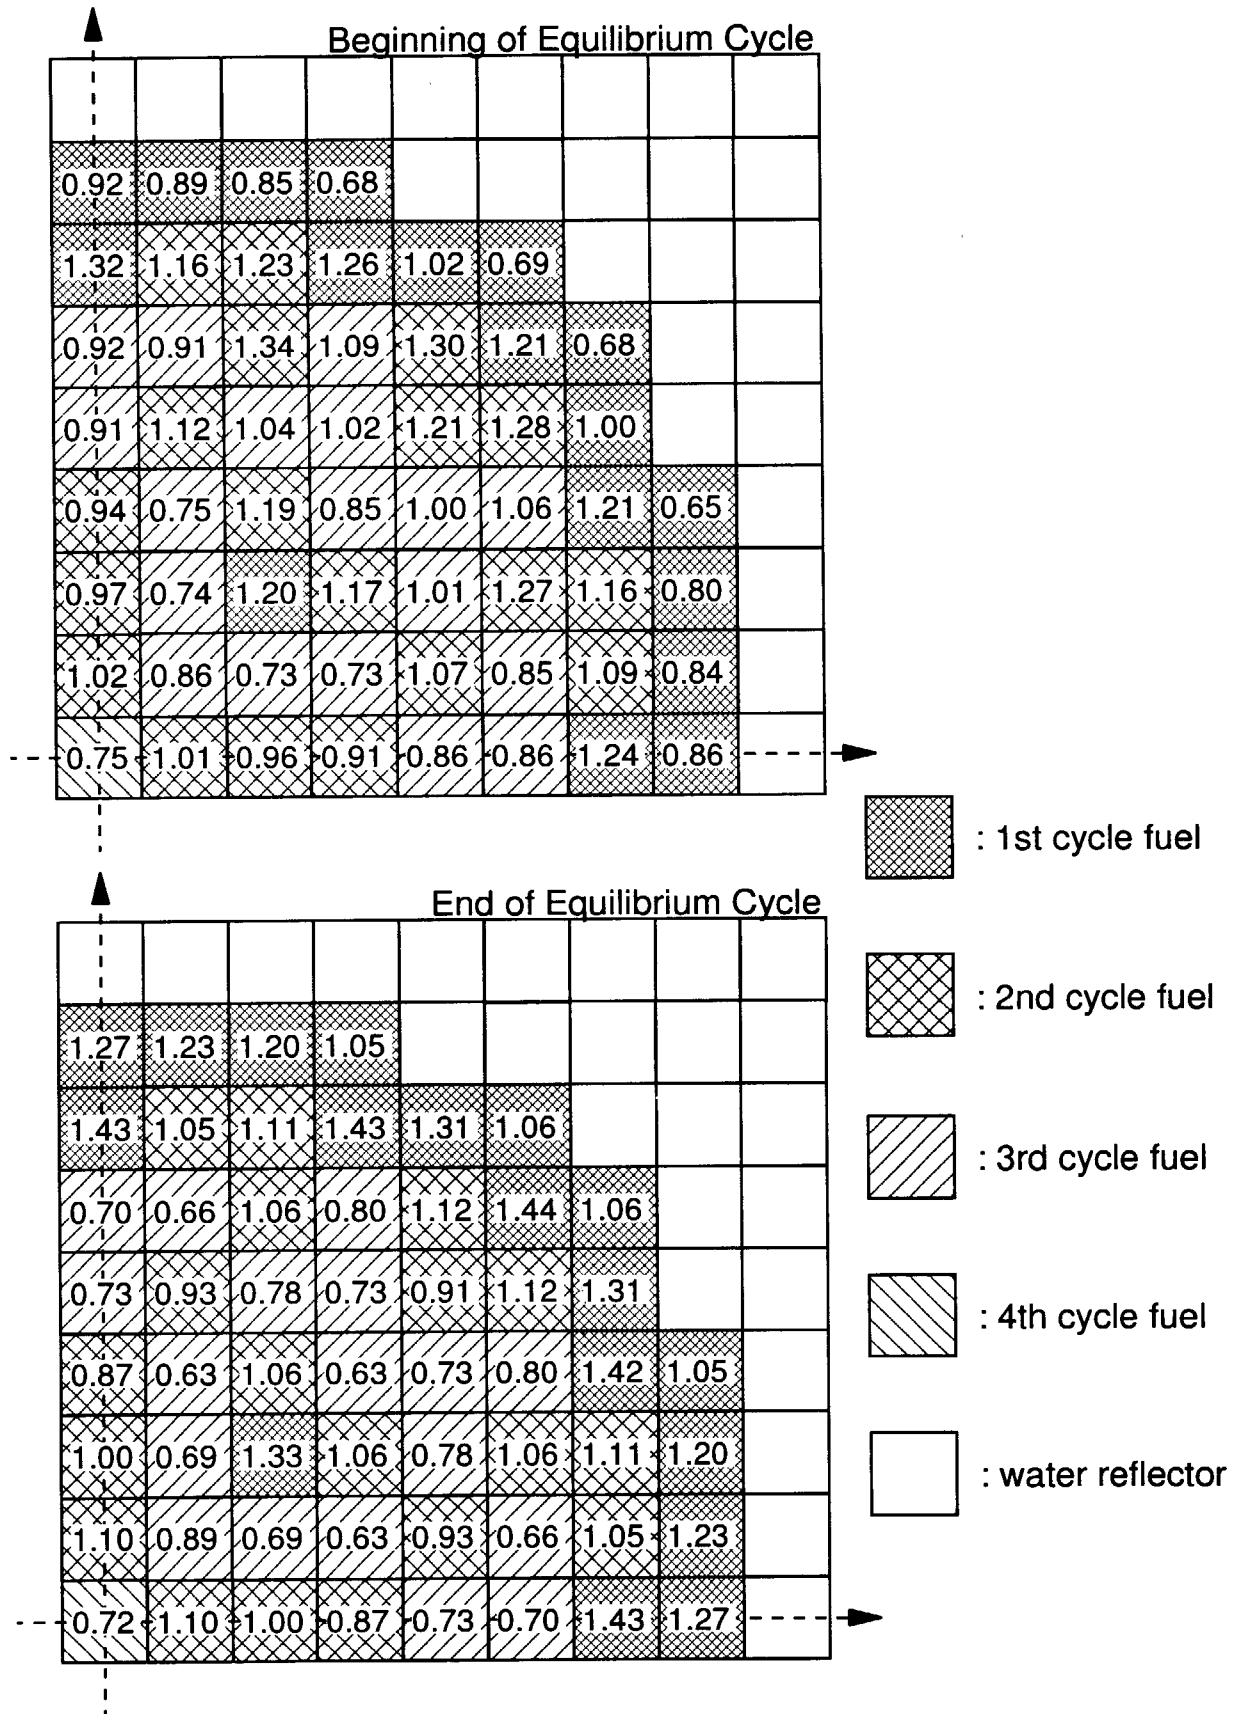 Beginning of Equilibrium Cycle
0.92 0.89 0.85 0.68
1.32 1.16 1.23 1.26 1.02 0.69
0.92 0.91 1.34 1.09 1.30 1.21 0.68
0.91 1.12 1.04 1.02 1.21 1.28 1.00
0.94 0.75 1.19 0.85 1.00 1.06 1.21 0.65
0.97 0.74 1.20 1.17 1.01 1.27 1.16 0.80
1.02 0.86 0.73 0.73 1.07 0.85 1.09 0.84
0.75 1.01 0.96 0.91 0.86 0.86 1.24 0.86
: 1st cycle fuel
End of Equilibrium Cycle
: 2nd cycle fuel
1.27 1.23 1.20 1.05
1.43 1.05 1.11 1.43 1.31 1.06
: 3rd cycle fuel
0.70 0.66 1.06 0.80 1.12 1.44 1.06
0.73 0.93 0.78 0.73 0.91 1.12 1.31
: 4th cycle fuel
0.87 0.63 1.06 0.63 0.73 0.80 1.42 1.05
1.00 0.69 1.33 1.06 0.78 1.06 1.11 1.20
: water reflector
1.10 0.89 0.69 0.63 0.93 0.66 1.05 1.23
0.72 1.10 1.00 0.87 0.73 0.70 1.43 1.27